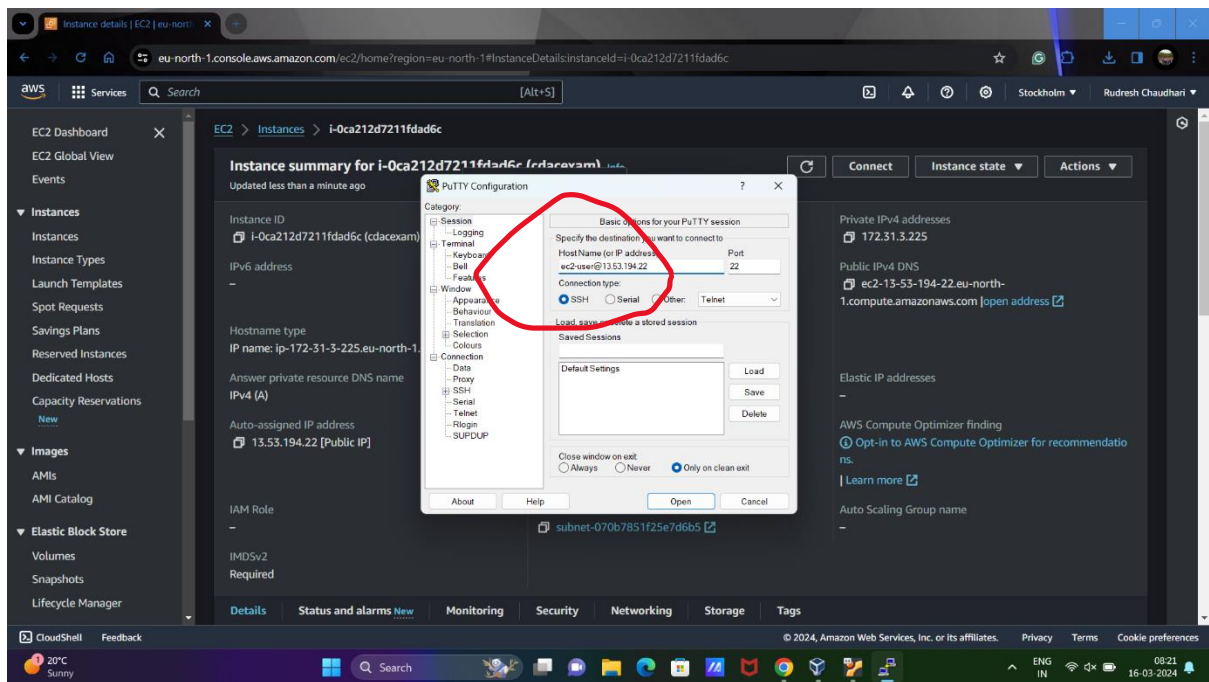 Instance details | EC2 | eu-north
eu-north-1.console.aws.amazon.com/ec2/home?region=eu-north-1#InstanceDetails:instanceId=i-0ca212d7211fdad6c
aws Services Search [Alt+S] Stockholm ▼ Rudresh Chaudhari ▼
EC2 Dashboard
EC2 Global View
Events
▼ Instances
Instances
Instance Types
Launch Templates
Spot Requests
Savings Plans
Reserved Instances
Dedicated Hosts
Capacity Reservations
New
▼ Images
AMIs
AMI Catalog
▼ Elastic Block Store
Volumes
Snapshots
Lifecycle Manager
EC2 > Instances > i-0ca212d7211fdad6c
Instance summary for i-0ca212d7211fdad6c (cdacexam) Info
Updated less than a minute ago
Connect Instance state ▼ Actions ▼
Instance ID
i-0ca212d7211fdad6c (cdacexam)
IPv6 address
–
Hostname type
IP name: ip-172-31-3-225.eu-north-1.
Answer private resource DNS name
IPv4 (A)
Auto-assigned IP address
13.53.194.22 [Public IP]
IAM Role
–
IMDSv2
Required
subnet-070b7851f25e7d6b5
Private IPv4 addresses
172.31.3.225
Public IPv4 DNS
ec2-13-53-194-22.eu-north-
1.compute.amazonaws.com |open address
Elastic IP addresses
–
AWS Compute Optimizer finding
Opt-in to AWS Compute Optimizer for recommendatio
ns.
| Learn more
Auto Scaling Group name
–
PuTTY Configuration ? X
Category:
Session
Logging
Terminal
Keyboard
Bell
Features
Window
Appearance
Behaviour
Translation
Selection
Colours
Connection
Data
Proxy
SSH
Serial
Telnet
Rlogin
SUPDUP
Basic options for your PuTTY session
Specify the destination you want to connect to
Host Name (or IP address) Port
ec2-user@13.53.194.22 22
Connection type:
SSH Serial Other: Telnet
Load, save or delete a stored session
Saved Sessions
Default Settings
Load
Save
Delete
Close window on exit:
Always Never Only on clean exit
About Help Open Cancel
Details Status and alarms New Monitoring Security Networking Storage Tags
CloudShell Feedback © 2024, Amazon Web Services, Inc. or its affiliates. Privacy Terms Cookie preferences
1
20°C
Sunny
Search
ENG
IN
08:21
16-03-2024